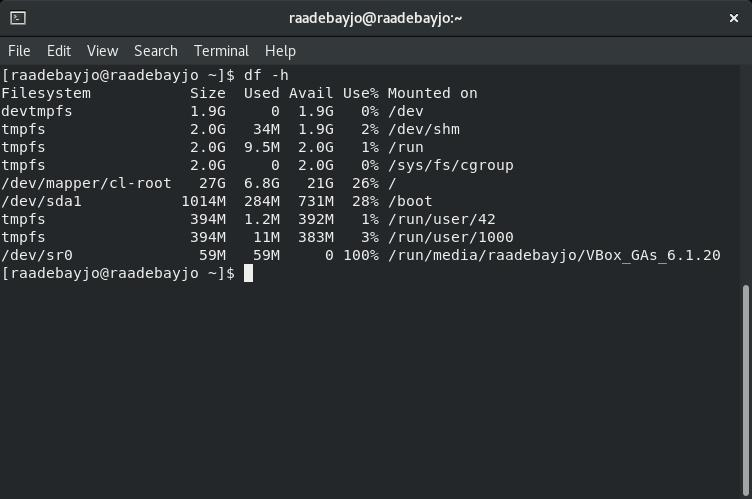 raadebayjo@raadebayjo:~
File Edit View Search Terminal Help
[raadebayjo@raadebayjo ~]$ df -h
Filesystem           Size  Used Avail Use% Mounted on
devtmpfs             1.9G     0  1.9G   0% /dev
tmpfs                2.0G   34M  1.9G   2% /dev/shm
tmpfs                2.0G  9.5M  2.0G   1% /run
tmpfs                2.0G     0  2.0G   0% /sys/fs/cgroup
/dev/mapper/cl-root   27G  6.8G   21G  26% /
/dev/sda1           1014M  284M  731M  28% /boot
tmpfs                394M  1.2M  392M   1% /run/user/42
tmpfs                394M   11M  383M   3% /run/user/1000
/dev/sr0              59M   59M     0 100% /run/media/raadebayjo/VBox_GAs_6.1.20
[raadebayjo@raadebayjo ~]$